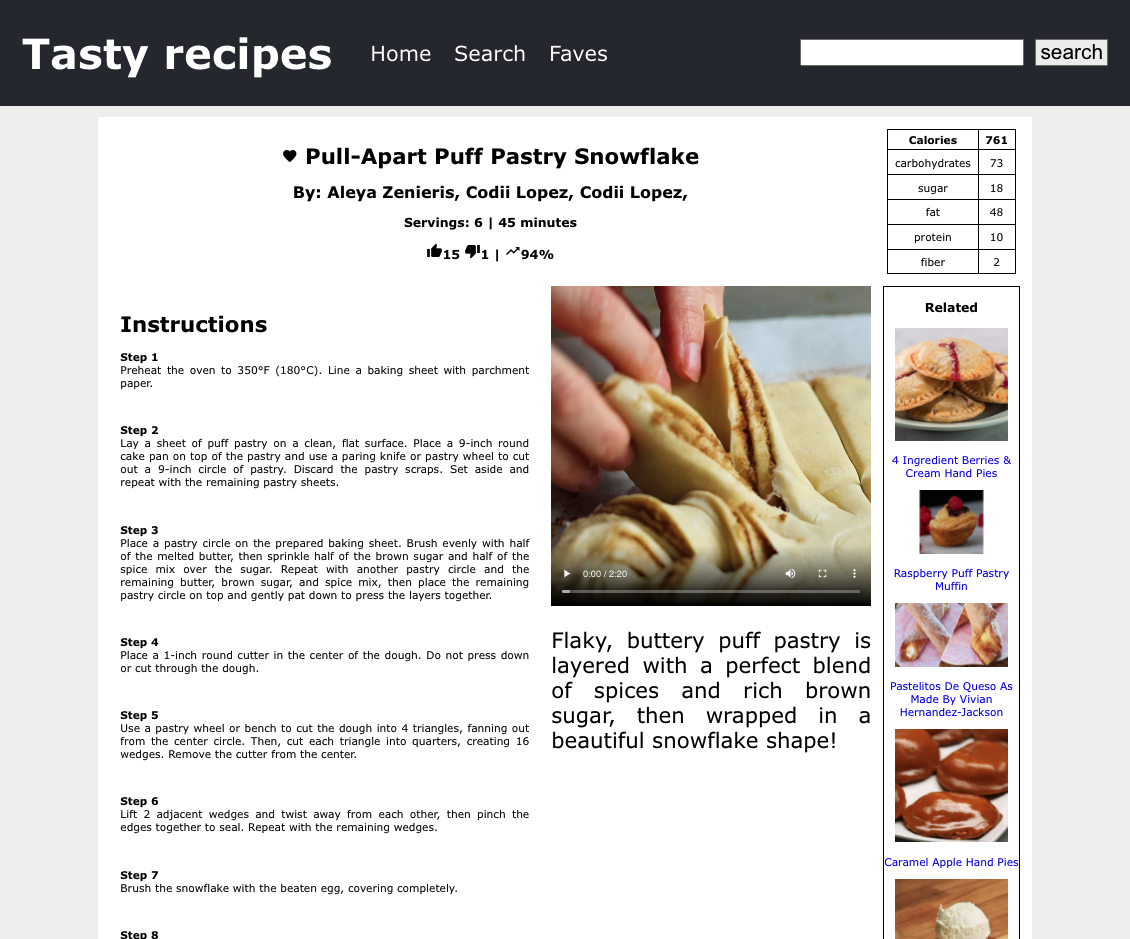 Tasty recipes
Home Search Faves
search
Pull-Apart Puff Pastry Snowflake
By: Aleya Zenieris, Codii Lopez, Codii Lopez,
Servings: 6 | 45 minutes
15 1 | 94%
Calories 761
carbohydrates 73
sugar 18
fat 48
protein 10
fiber 2
Instructions
Step 1
Preheat the oven to 350°F (180°C). Line a baking sheet with parchment
paper.
Step 2
Lay a sheet of puff pastry on a clean, flat surface. Place a 9-inch round
cake pan on top of the pastry and use a paring knife or pastry wheel to cut
out a 9-inch circle of pastry. Discard the pastry scraps. Set aside and
repeat with the remaining pastry sheets.
Step 3
Place a pastry circle on the prepared baking sheet. Brush evenly with half
of the melted butter, then sprinkle half of the brown sugar and half of the
spice mix over the sugar. Repeat with another pastry circle and the
remaining butter, brown sugar, and spice mix, then place the remaining
pastry circle on top and gently pat down to press the layers together.
Step 4
Place a 1-inch round cutter in the center of the dough. Do not press down
or cut through the dough.
Step 5
Use a pastry wheel or bench to cut the dough into 4 triangles, fanning out
from the center circle. Then, cut each triangle into quarters, creating 16
wedges. Remove the cutter from the center.
Step 6
Lift 2 adjacent wedges and twist away from each other, then pinch the
edges together to seal. Repeat with the remaining wedges.
Step 7
Brush the snowflake with the beaten egg, covering completely.
Step 8
0:00 / 2:20
Flaky, buttery puff pastry is
layered with a perfect blend
of spices and rich brown
sugar, then wrapped in a
beautiful snowflake shape!
Related
4 Ingredient Berries &
Cream Hand Pies
Raspberry Puff Pastry
Muffin
Pastelitos De Queso As
Made By Vivian
Hernandez-Jackson
Caramel Apple Hand Pies